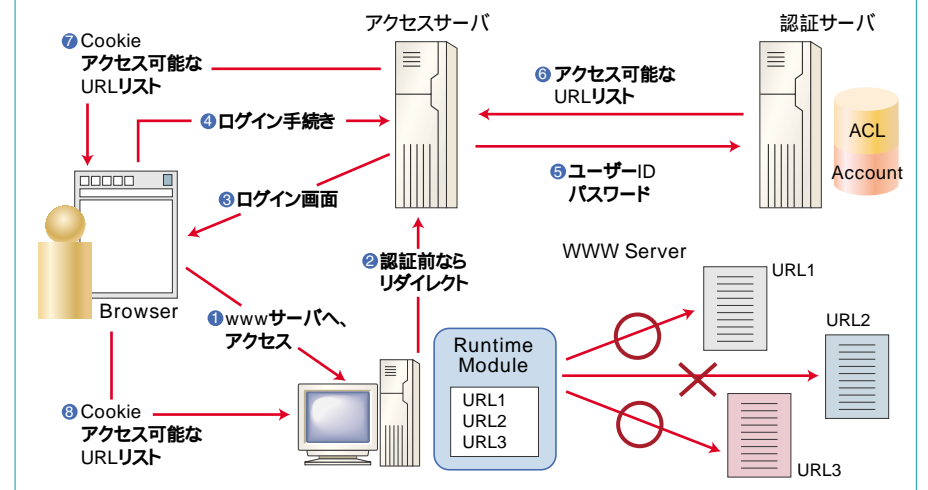 アクセスサーバ
認証サーバ
❼Cookie
アクセス可能な
URLリスト
❻アクセス可能な
URLリスト
❹ログイン手続き
ACL
Account
❺ユーザーID
パスワード
❸ログイン画面
❷認証前なら
リダイレクト
WWW Server
URL1
Browser
❶wwwサーバへ、
アクセス
URL2
Runtime
Module
URL1
URL2
URL3
❽Cookie
アクセス可能な
URLリスト
URL3